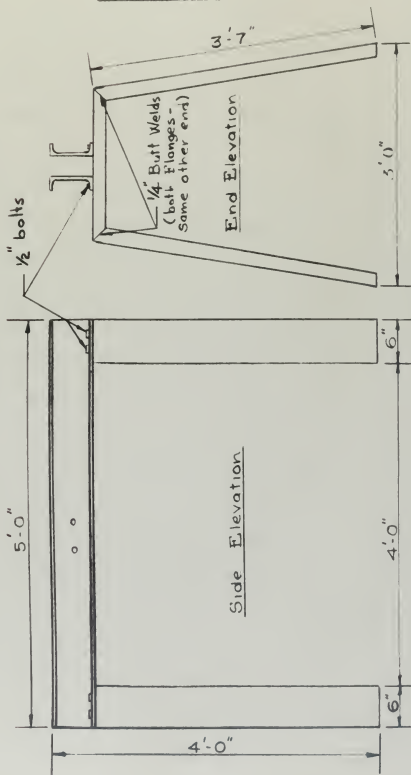 5'-0"
½" bolts
¼" Butt Welds
(both Flanges-
same other end)
3'-7"
4'-0"
Side Elevation
End Elevation
6"
4'-0"
6"
3'0"